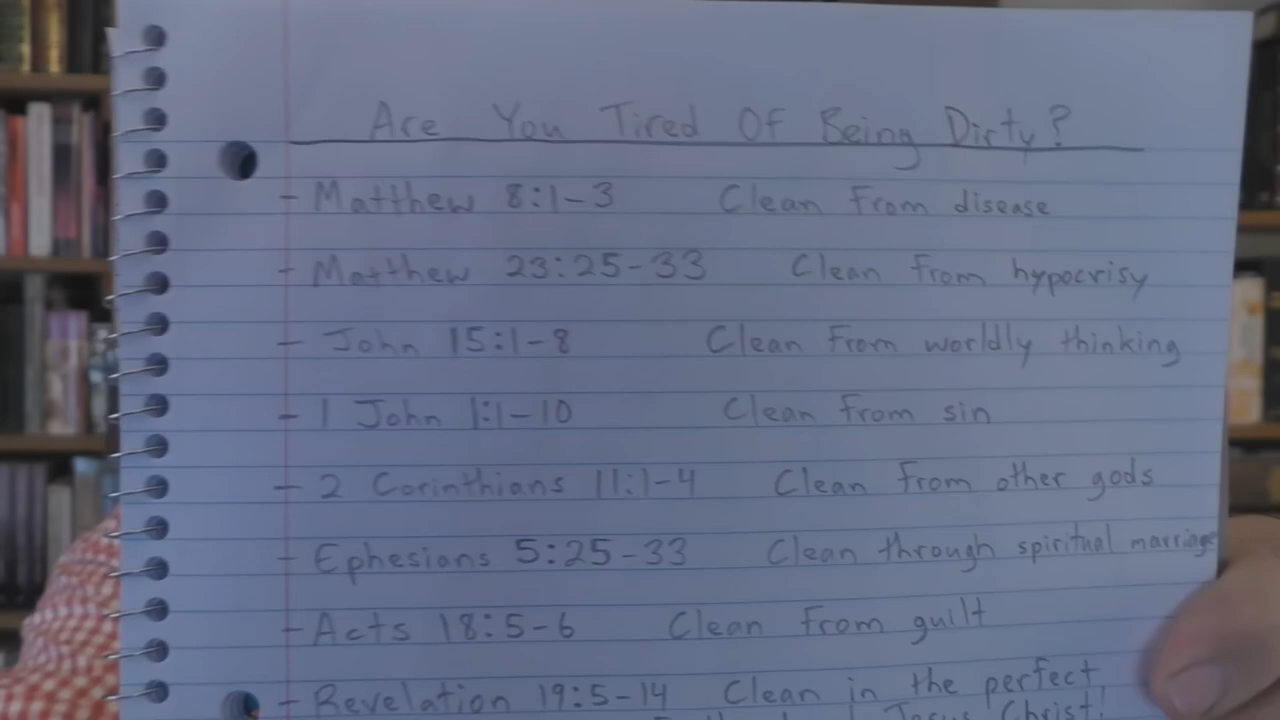 Are You Tired Of Being Dirty?
- Matthew 8:1-3 Clean from disease
- Matthew 23:25-33 Clean from hypocrisy
- John 15:1-8 Clean from worldly thinking
- 1 John 1:1-10 Clean from sin
- 2 Corinthians 11:1-4 Clean from other gods
- Ephesians 5:25-33 Clean through spiritual marriage
- Acts 18:5-6 Clean from guilt
- Revelation 19:5-14 Clean in the perfect
Jesus Christ!